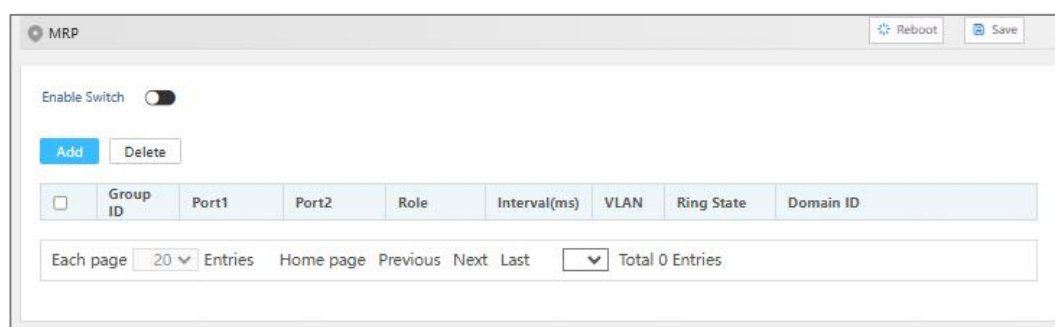 MRP Reboot Save
Enable Switch
Add Delete
Group ID Port1 Port2 Role Interval(ms) VLAN Ring State Domain ID
Each page 20 Entries Home page Previous Next Last Total 0 Entries